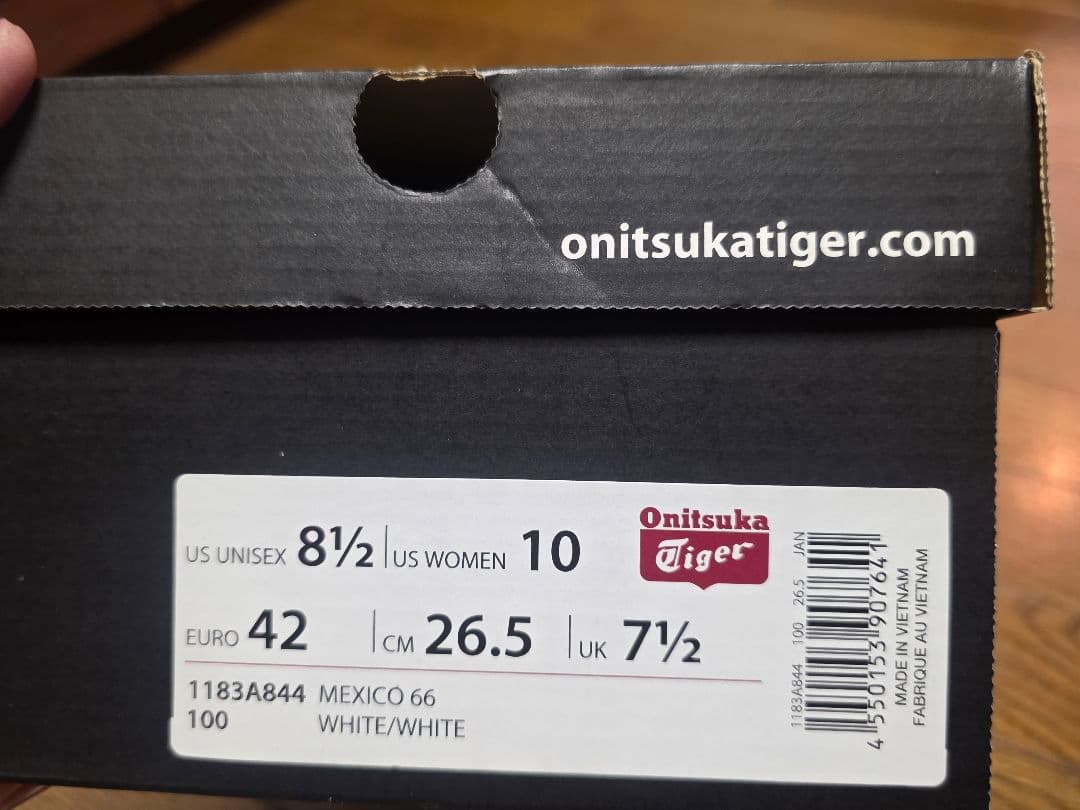 onitsukatiger.com
US UNISEX 8½ US WOMEN 10
Onitsuka
Tiger
EURO 42 CM 26.5 UK 7½
1183A844 MEXICO 66
100 WHITE/WHITE
1183A844 100 26.5 JAN
4 550153 907641
MADE IN VIETNAM
FABRIQUE AU VIETNAM